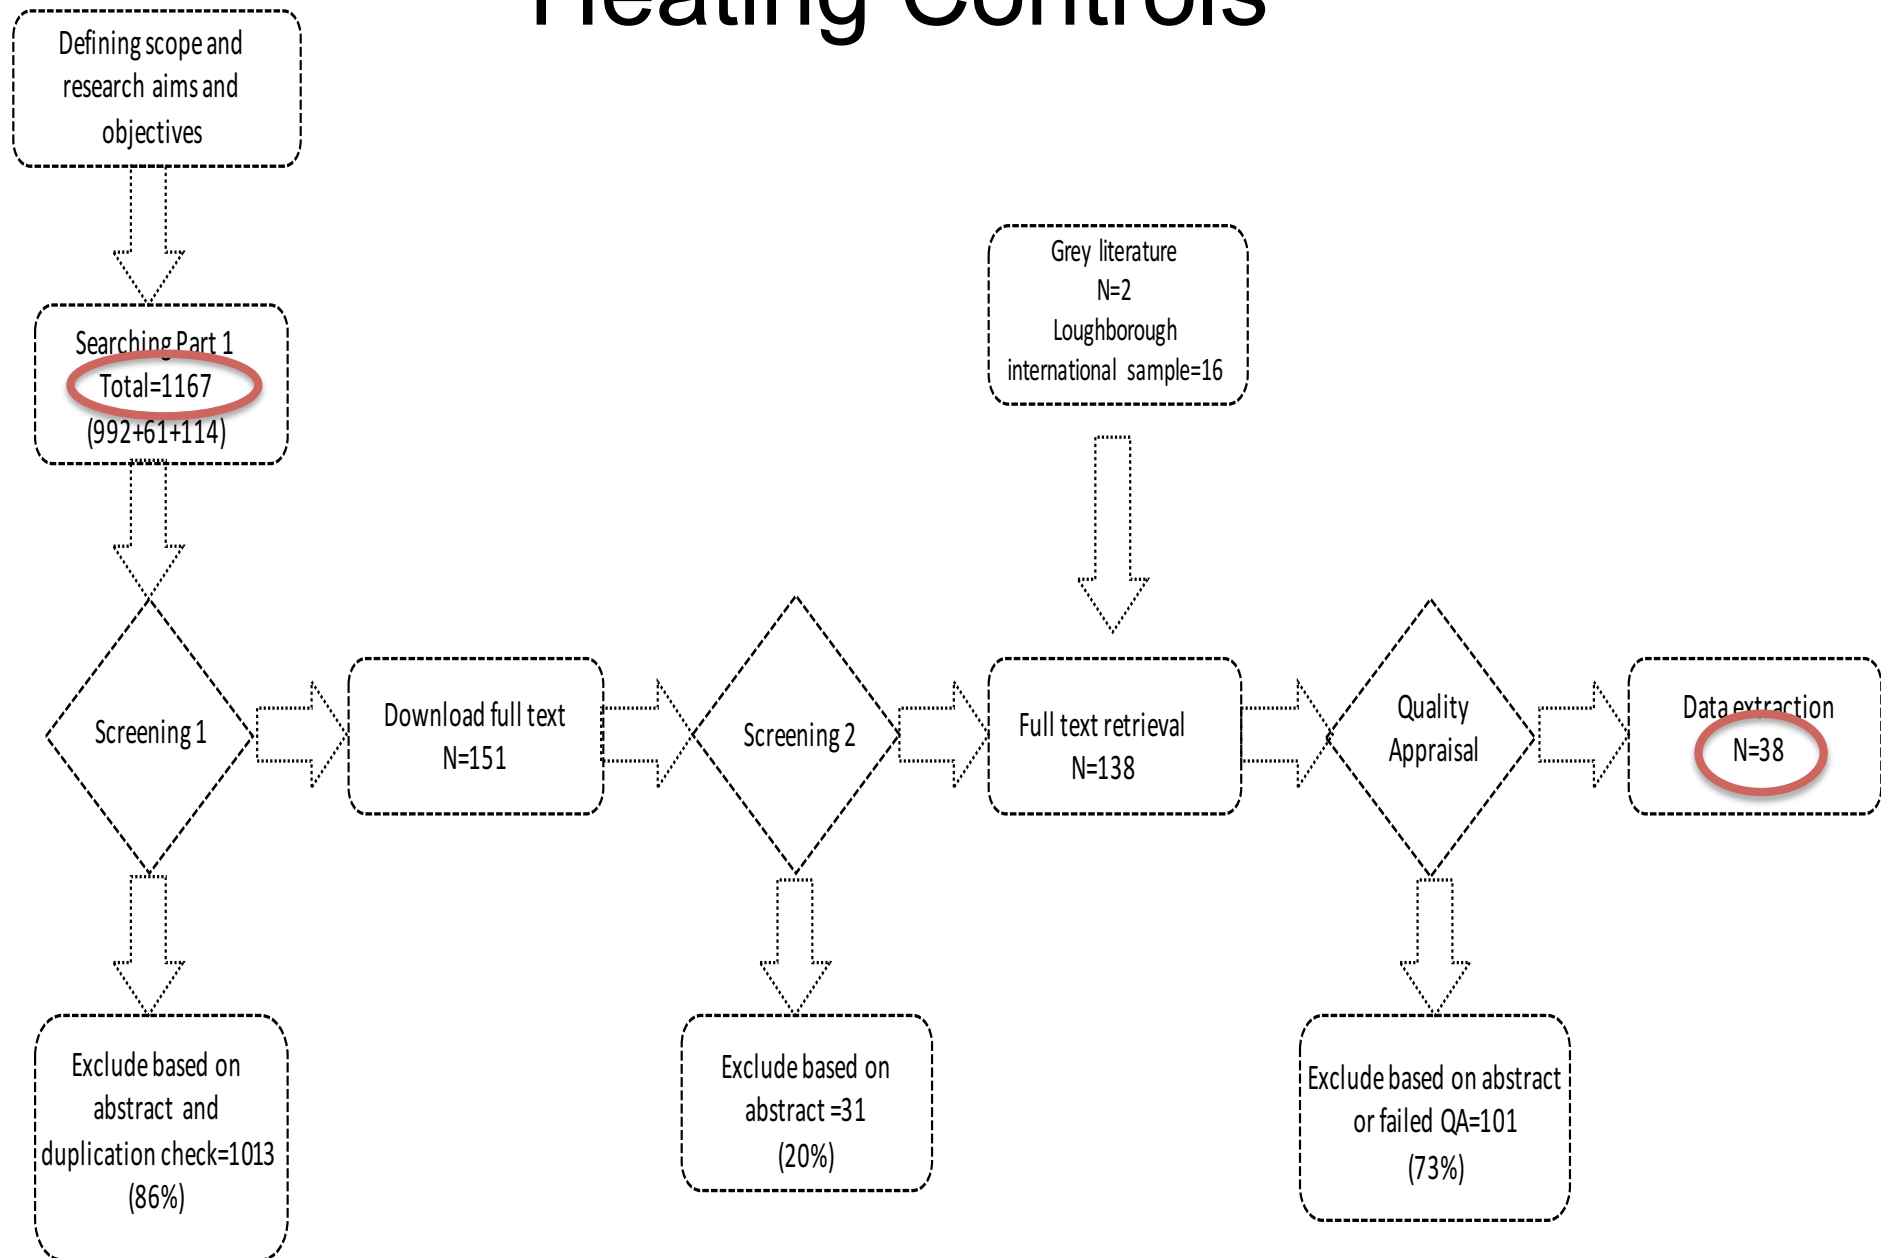 Heating Controls
Defining scope and
research aims and
objectives
Searching Part 1
Total=1167
(992+61+114)
Grey literature
N=2
Loughborough
international sample=16
Screening 1
Download full text
N=151
Screening 2
Full text retrieval
N=138
Quality
Appraisal
Data extraction
N=38
Exclude based on
abstract and
duplication check=1013
(86%)
Exclude based on
abstract =31
(20%)
Exclude based on abstract
or failed QA=101
(73%)